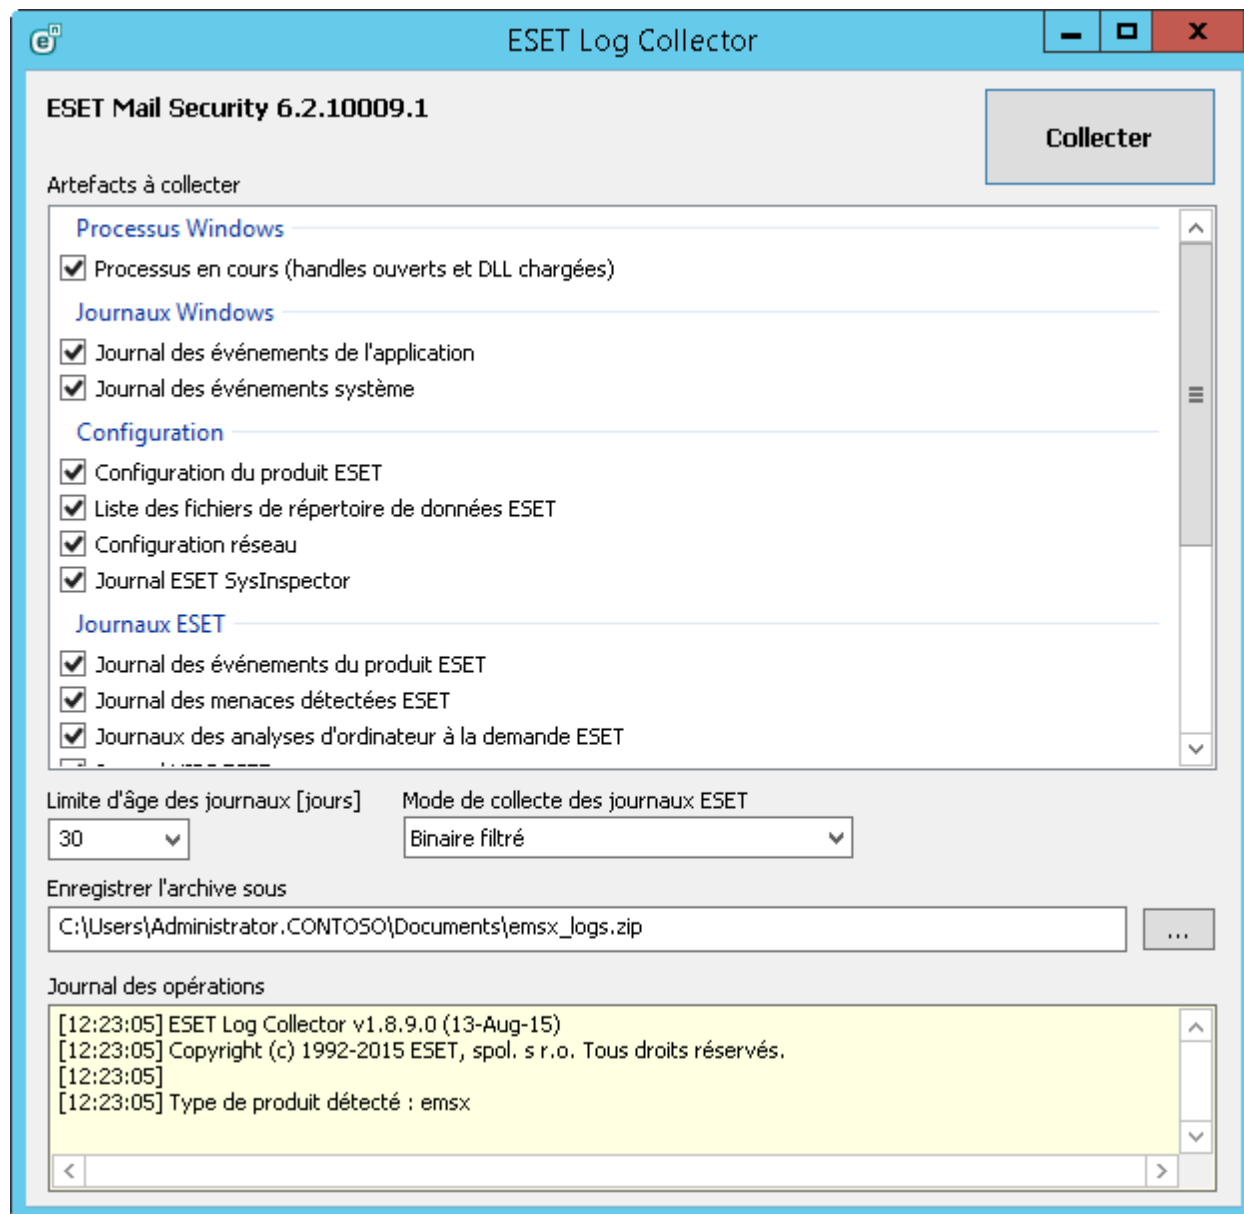 ESET Log Collector
ESET Mail Security 6.2.10009.1
Collecter
Artefacts à collecter
Processus Windows
Processus en cours (handles ouverts et DLL chargées)
Journaux Windows
Journal des événements de l'application
Journal des événements système
Configuration
Configuration du produit ESET
Liste des fichiers de répertoire de données ESET
Configuration réseau
Journal ESET SysInspector
Journaux ESET
Journal des événements du produit ESET
Journal des menaces détectées ESET
Journaux des analyses d'ordinateur à la demande ESET
Limite d'âge des journaux [jours] Mode de collecte des journaux ESET
30 Binaire filtré
Enregistrer l'archive sous
C:\Users\Administrator.CONTOSO\Documents\emsx_logs.zip ...
Journal des opérations
[12:23:05] ESET Log Collector v1.8.9.0 (13-Aug-15)
[12:23:05] Copyright (c) 1992-2015 ESET, spol. s r.o. Tous droits réservés.
[12:23:05]
[12:23:05] Type de produit détecté : emsx